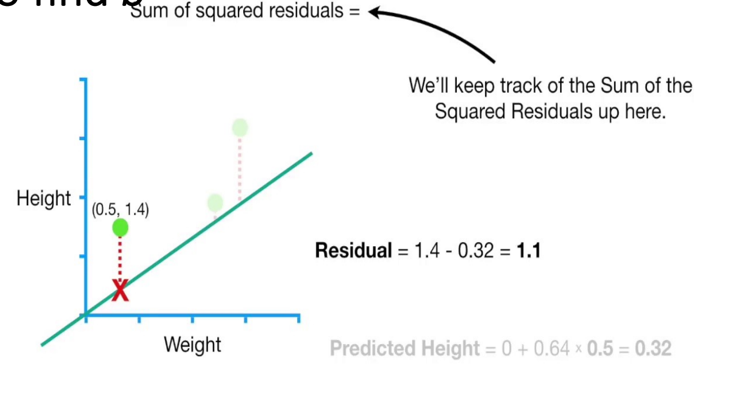 Sum of squared residuals =
We'll keep track of the Sum of the
Squared Residuals up here.
Height
(0.5, 1.4)
X
Residual = 1.4 - 0.32 = 1.1
Weight
Predicted Height = 0 + 0.64 × 0.5 = 0.32